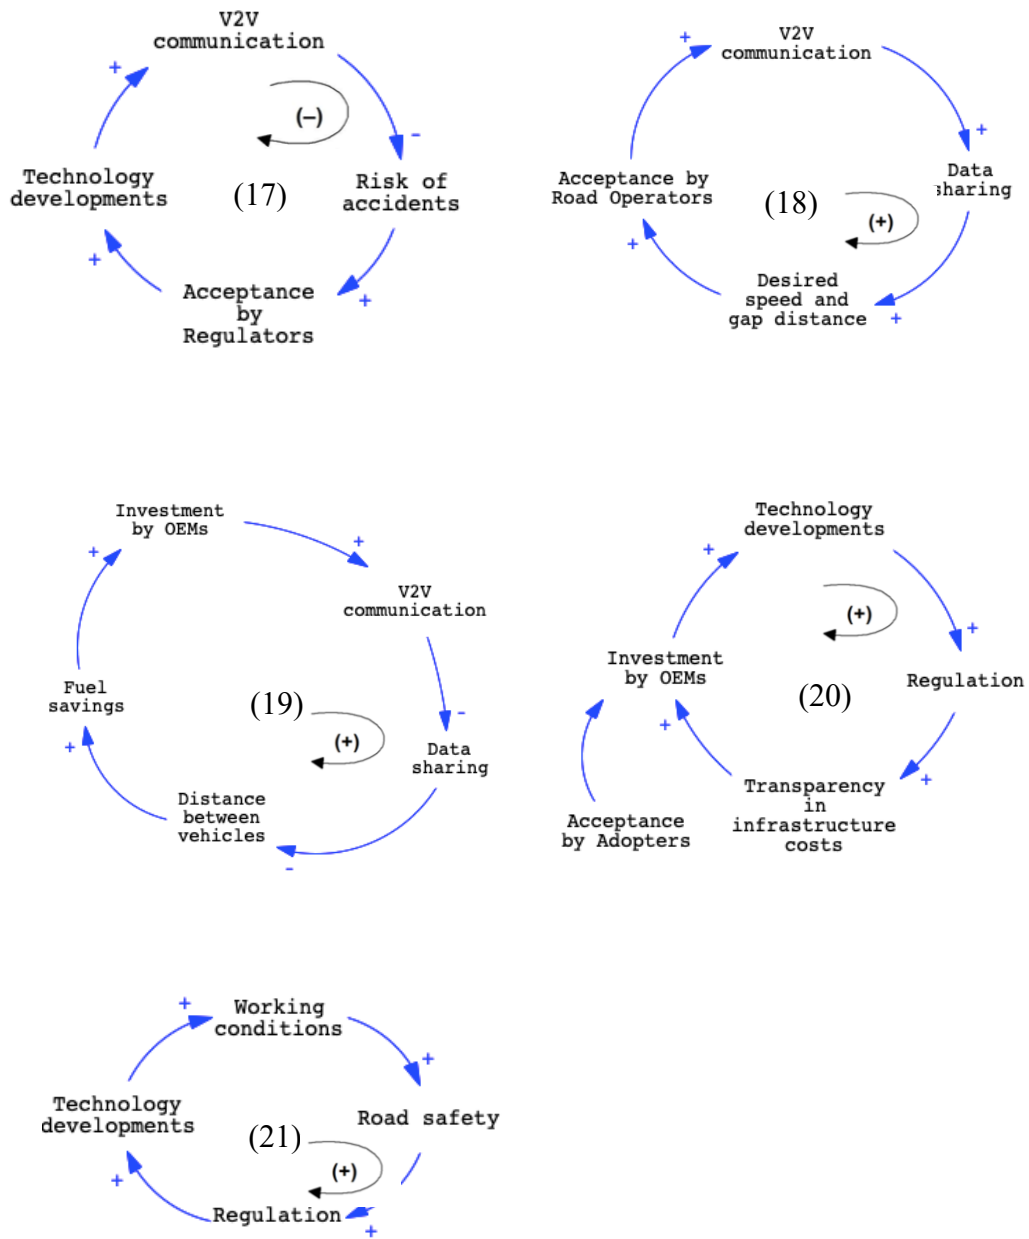 V2V
communication
+
(–)
-
Technology
developments
(17)
Risk of
accidents
+
+
Acceptance
by
Regulators
V2V
communication
+
+
Data
sharing
Acceptance by
Road Operators
(18)
(+)
+
Desired
speed and
gap distance
+
Investment
by OEMs
+
+
V2V
communication
Fuel
savings
(19)
-
(+)
Data
sharing
+
Distance
between
vehicles
-
Technology
developments
+
(+)
+
Investment
by OEMs
Regulation
(20)
+
+
Transparency
in
infrastructure
costs
Acceptance
by Adopters
Working
conditions
+
+
Technology
developments
Road safety
(21)
(+)
+
Regulation
+